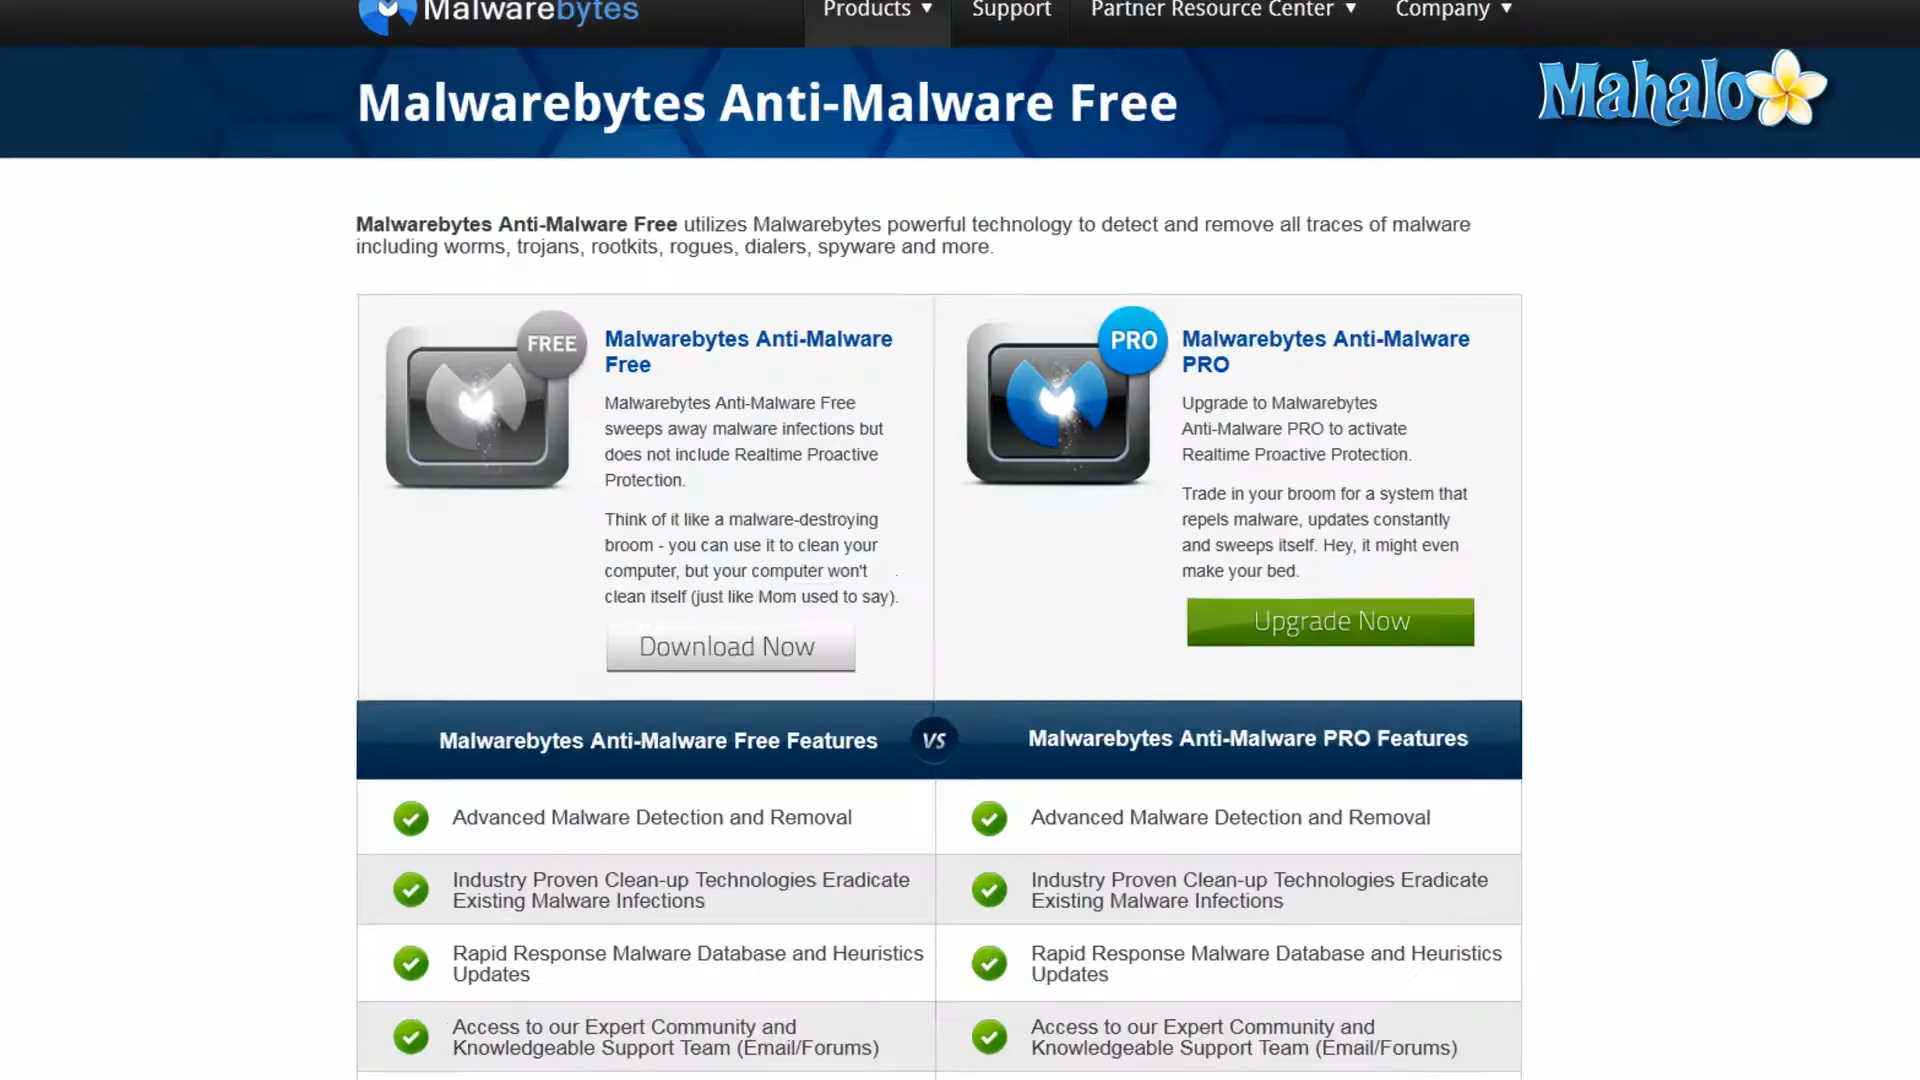 Malwarebytes
Products
Support
Partner Resource Center
Company
Malwarebytes Anti-Malware Free
Mahalo
Malwarebytes Anti-Malware Free utilizes Malwarebytes powerful technology to detect and remove all traces of malware
including worms, trojans, rootkits, rogues, dialers, spyware and more.
FREE
Malwarebytes Anti-Malware
Free
Malwarebytes Anti-Malware Free
sweeps away malware infections but
does not include Realtime Proactive
Protection.
Think of it like a malware-destroying
broom - you can use it to clean your
computer, but your computer won't
clean itself (just like Mom used to say).
Download Now
PRO
Malwarebytes Anti-Malware
PRO
Upgrade to Malwarebytes
Anti-Malware PRO to activate
Realtime Proactive Protection.
Trade in your broom for a system that
repels malware, updates constantly
and sweeps itself. Hey, it might even
make your bed.
Upgrade Now
Malwarebytes Anti-Malware Free Features
VS
Malwarebytes Anti-Malware PRO Features
Advanced Malware Detection and Removal
Advanced Malware Detection and Removal
Industry Proven Clean-up Technologies Eradicate
Existing Malware Infections
Industry Proven Clean-up Technologies Eradicate
Existing Malware Infections
Rapid Response Malware Database and Heuristics
Updates
Rapid Response Malware Database and Heuristics
Updates
Access to our Expert Community and
Knowledgeable Support Team (Email/Forums)
Access to our Expert Community and
Knowledgeable Support Team (Email/Forums)